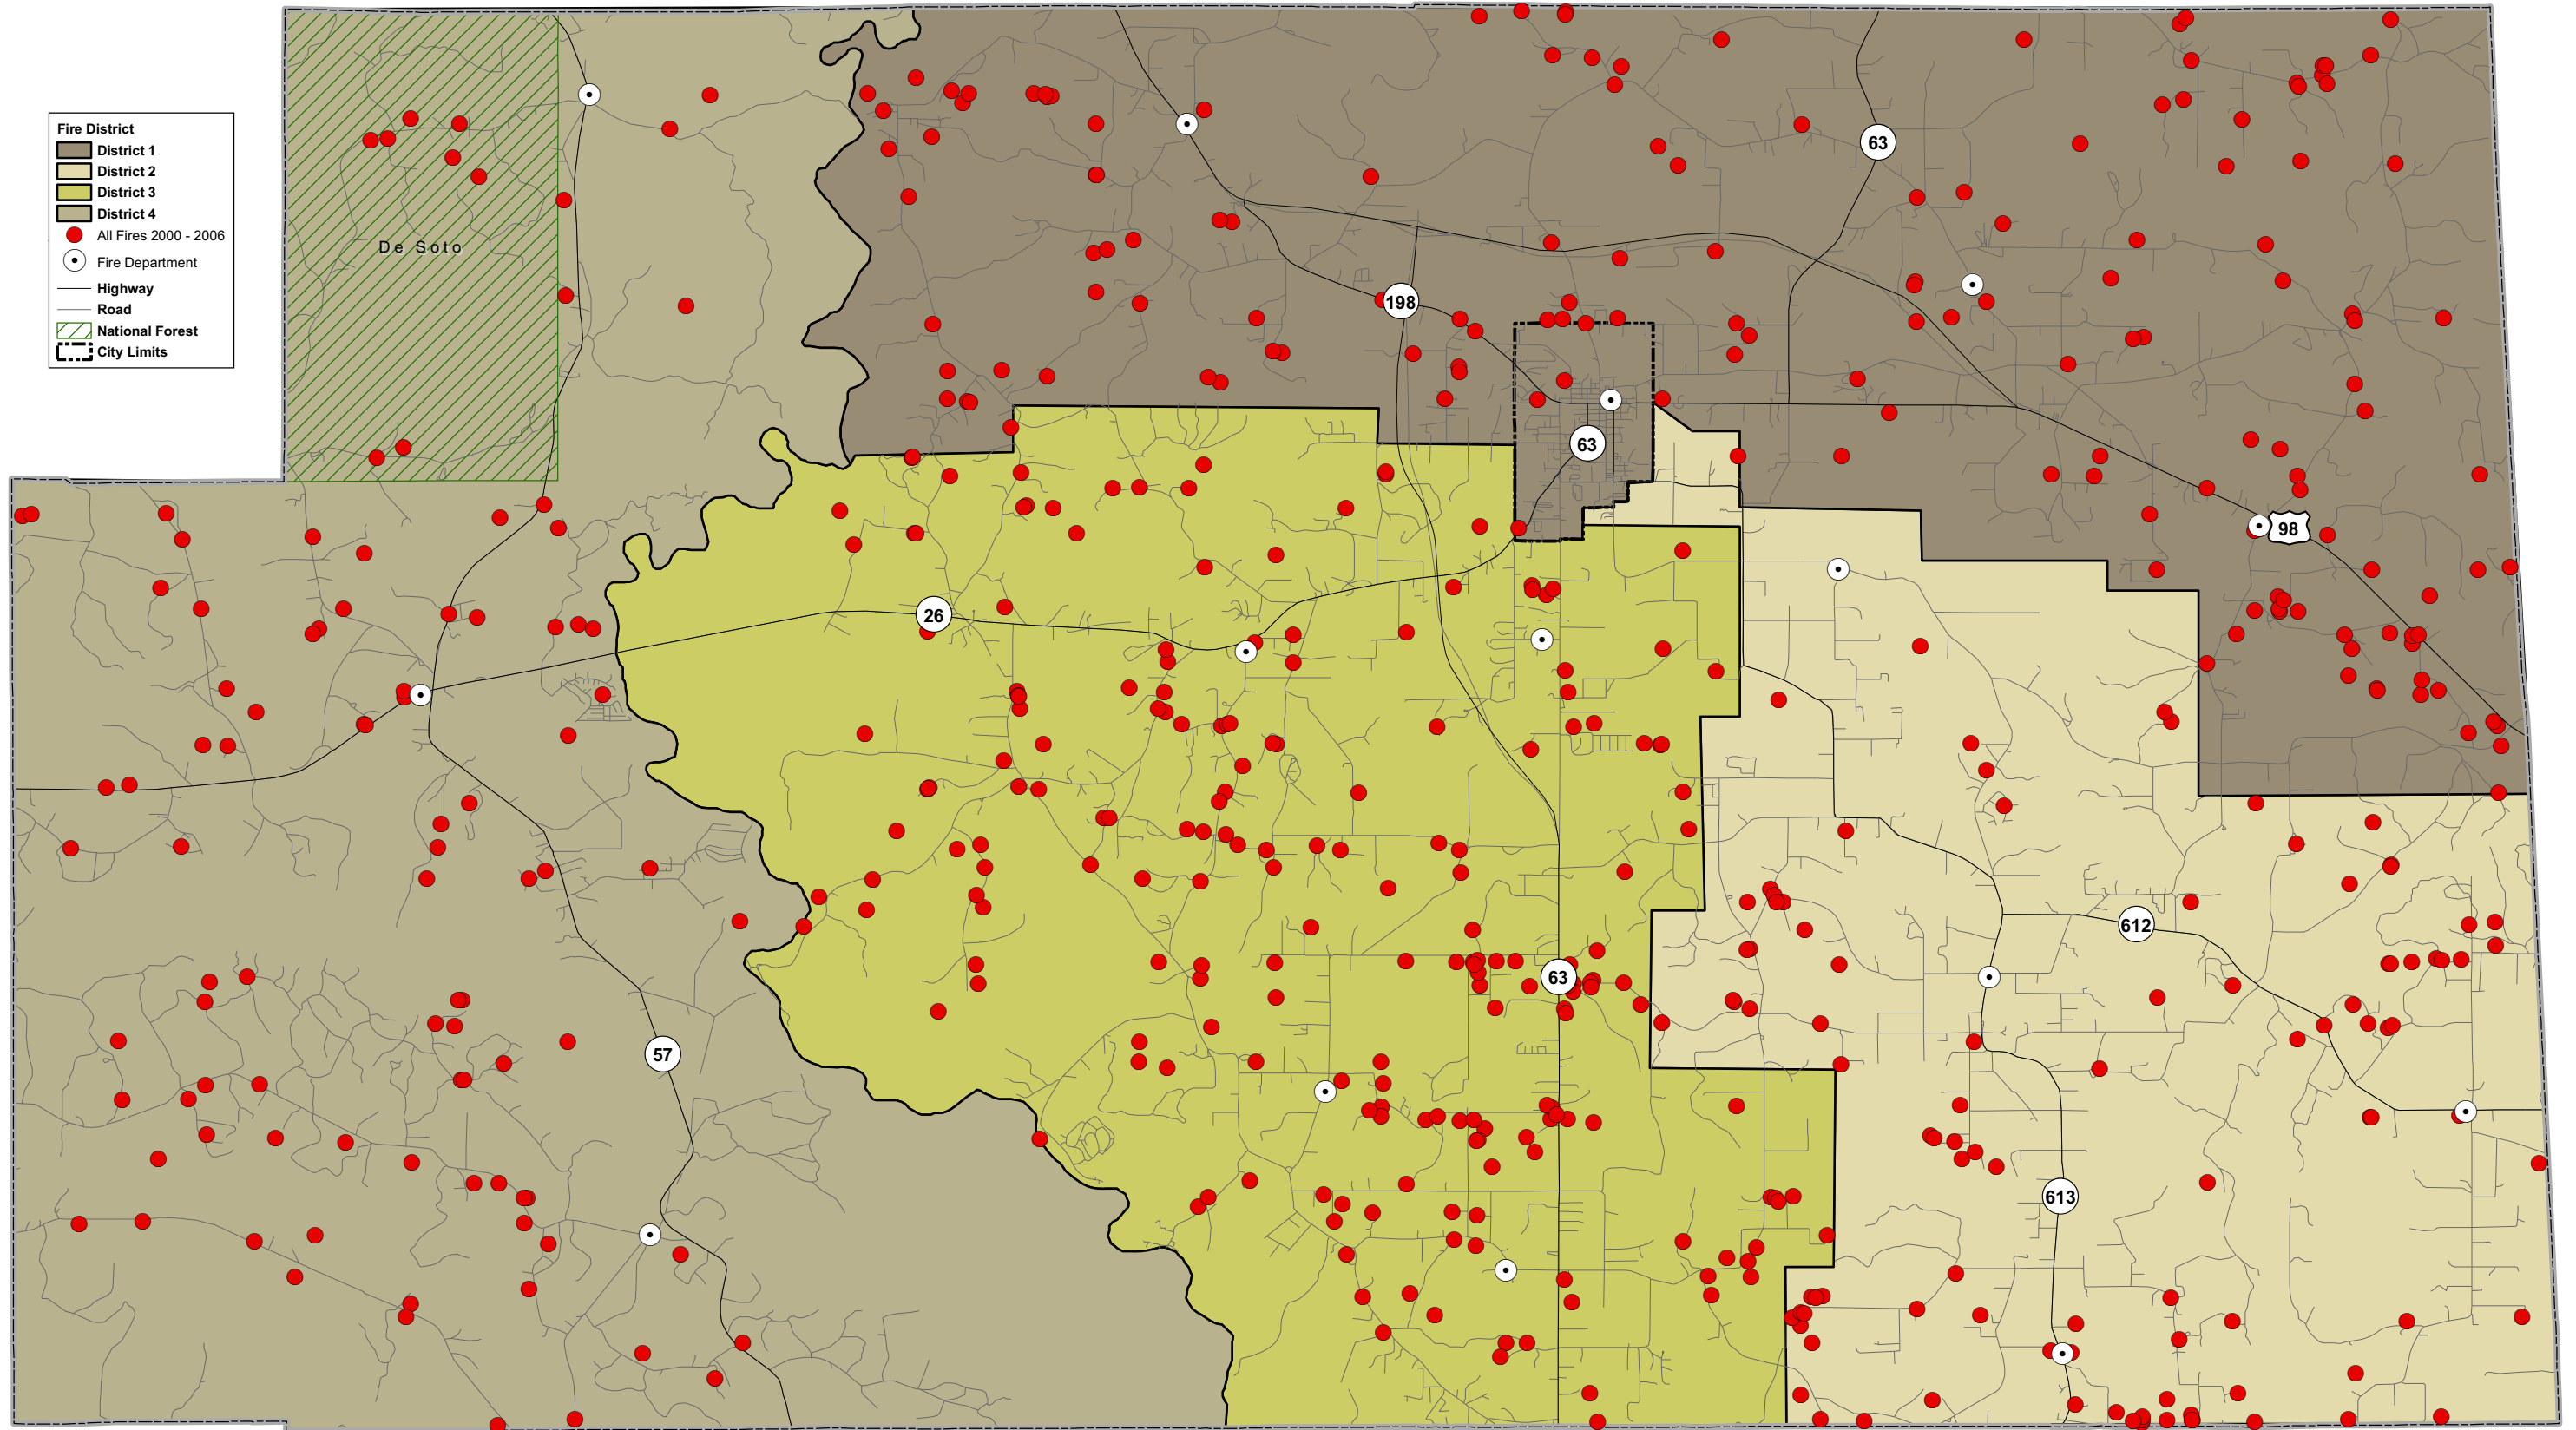 Fire District
District 1
District 2
District 3
District 4
All Fires 2000 - 2006
Fire Department
Highway
Road
National Forest
City Limits
De Soto
63
198
63
98
26
612
63
57
613